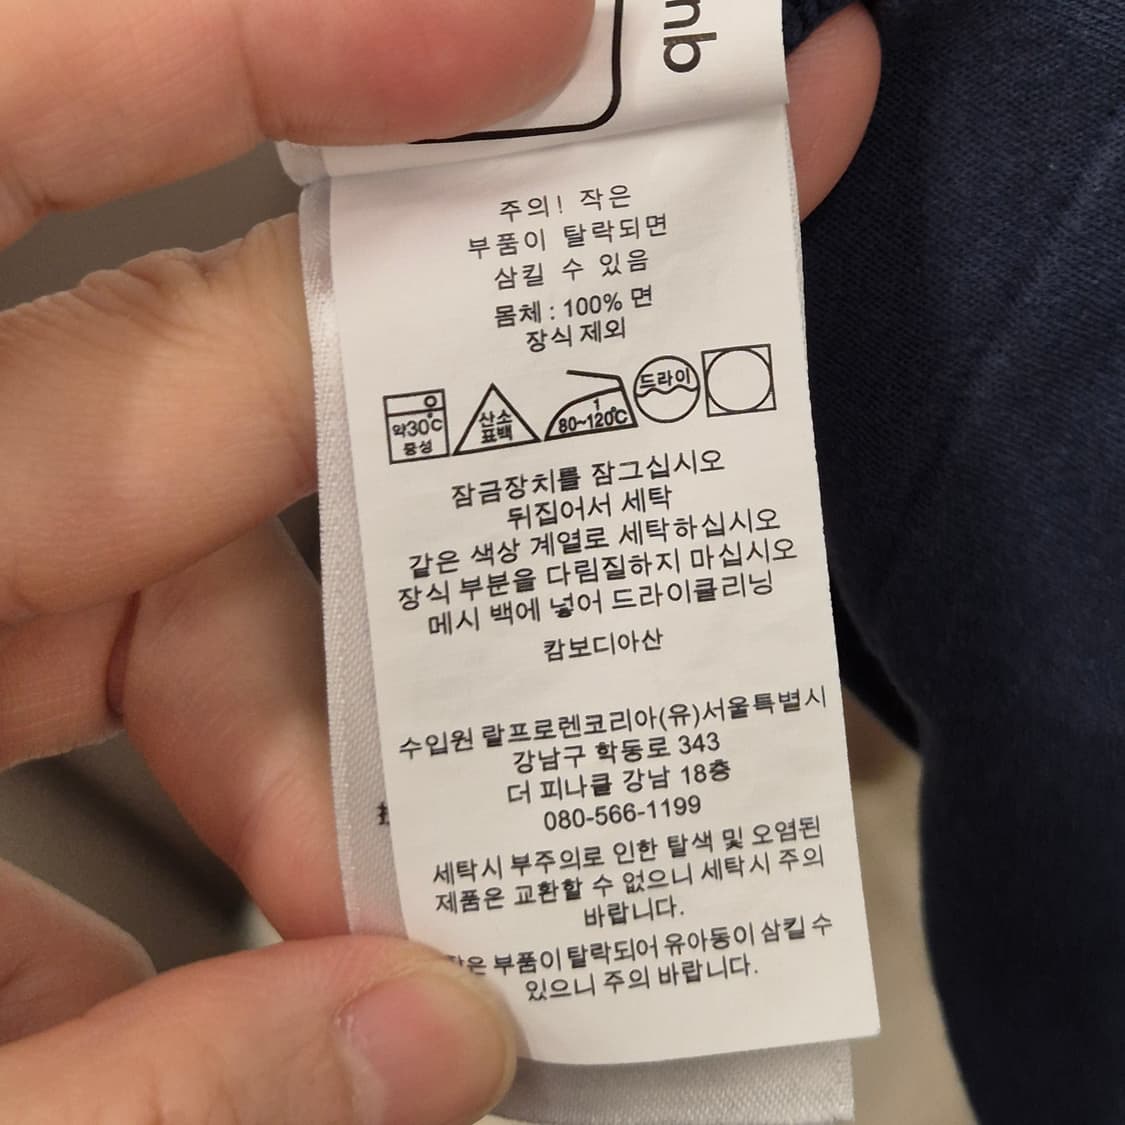 mb
주의! 작은
부품이 탈락되면
삼킬 수 있음
몸체 : 100% 면
장식 제외
약30℃
중성
산소
표백
1
80~120℃
드라이
잠금장치를 잠그십시오
뒤집어서 세탁
같은 색상 계열로 세탁하십시오
장식 부분을 다림질하지 마십시오
메시 백에 넣어 드라이클리닝
캄보디아산
수입원 랄프로렌코리아(유)서울특별시
강남구 학동로 343
더 피나클 강남 18층
080-566-1199
세탁시 부주의로 인한 탈색 및 오염된
제품은 교환할 수 없으니 세탁시 주의
바랍니다.
작은 부품이 탈락되어 유아동이 삼킬 수
있으니 주의 바랍니다.